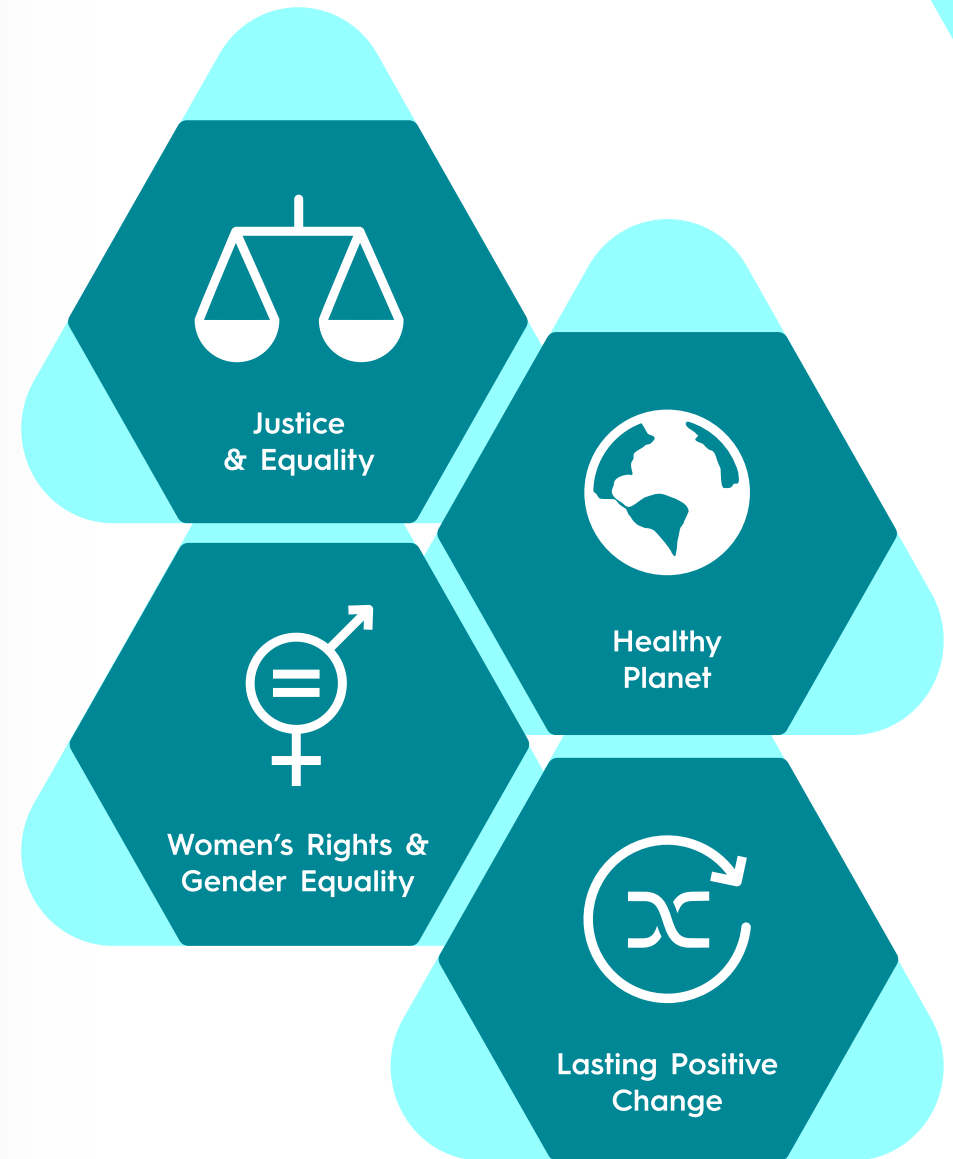 Justice
& Equality
Healthy
Planet
Women’s Rights &
Gender Equality
Lasting Positive
Change